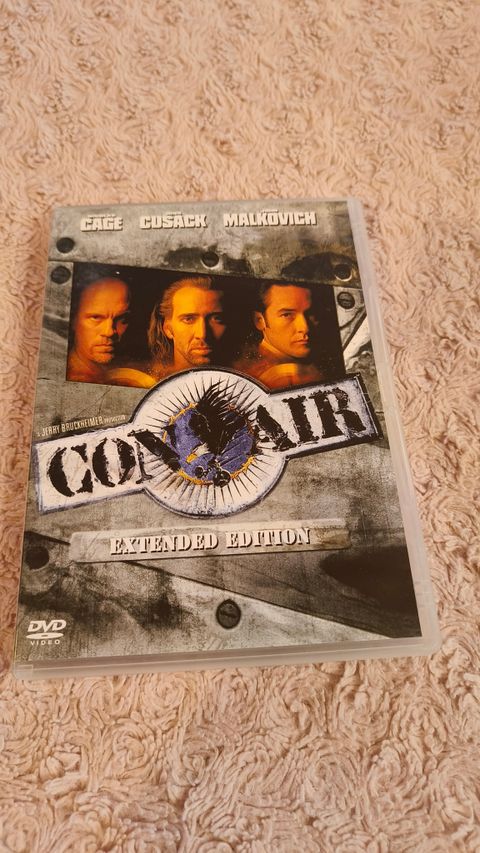 CAGE CUSACK MALKOVICH
A JERRY BRUCKHEIMER PRODUCTION
CON AIR
EXTENDED EDITION
DVD
VIDEO